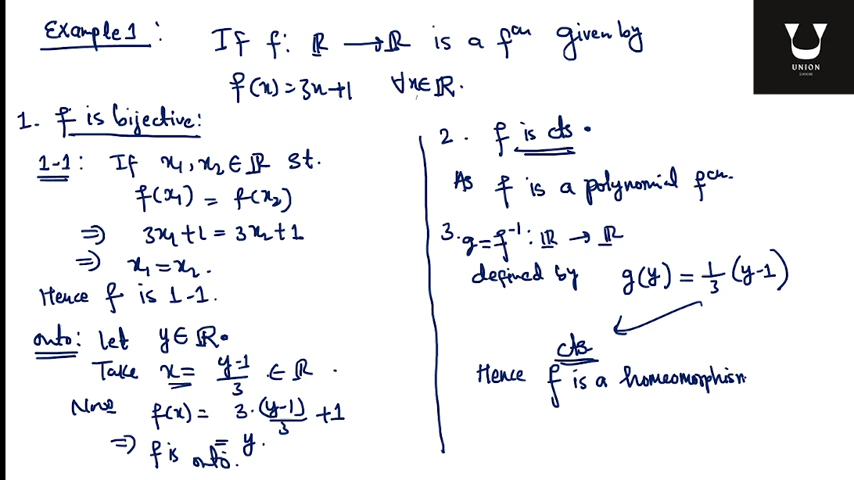 Example 1 : If f: ℝ → ℝ is a fcn given by
f(x) = 3x+1 ∀x∈ℝ.
UNION
1. f is bijective:
1-1: If x₁, x₂ ∈ ℝ st.
f(x₁) = f(x₂)
⇒ 3x₁+1 = 3x₂+1
⇒ x₁=x₂.
Hence f is 1-1.
onto: let y∈ℝ.
Take x = (y-1)/3 ∈ ℝ.
Now f(x) = 3·(y-1)/3 + 1
= y.
⇒ f is onto.
2. f is cts.
As f is a polynomial fcn.
3. g = f⁻¹: ℝ → ℝ
defined by g(y) = 1/3 (y-1)
cts
Hence f is a homeomorphism